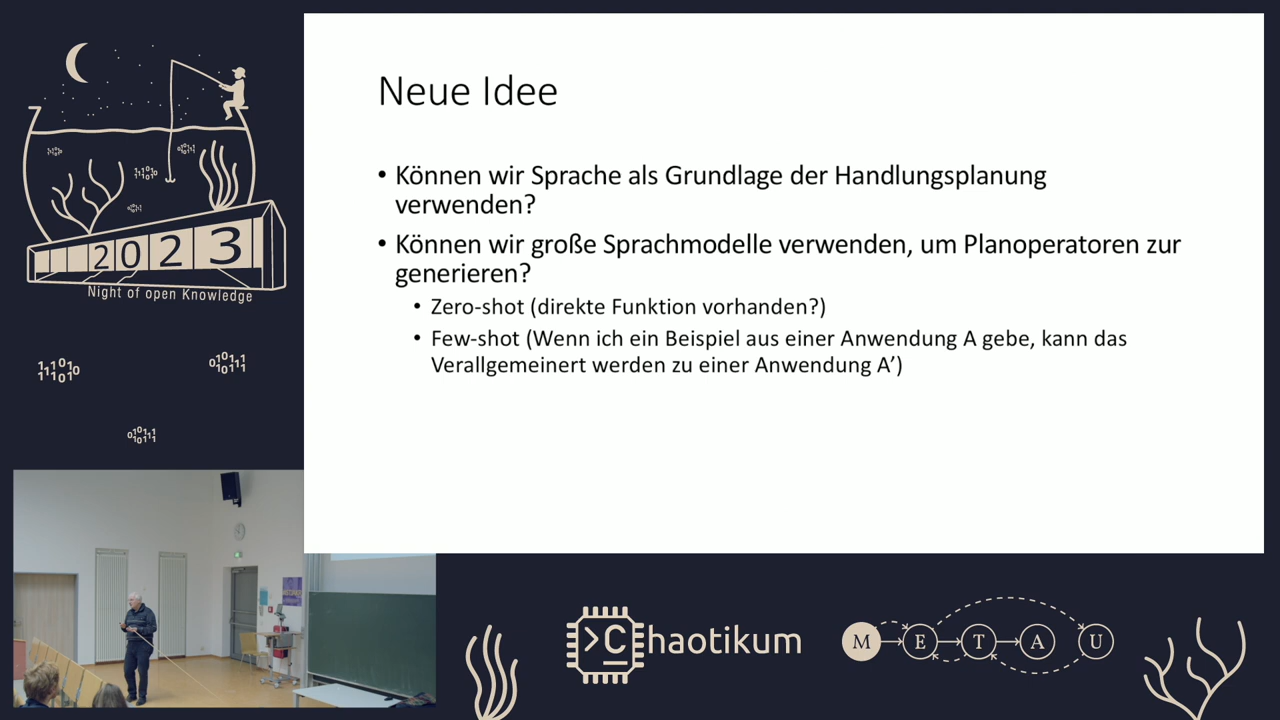 Neue Idee
• Können wir Sprache als Grundlage der Handlungsplanung
verwenden?
• Können wir große Sprachmodelle verwenden, um Planoperatoren zur
generieren?
• Zero-shot (direkte Funktion vorhanden?)
• Few-shot (Wenn ich ein Beispiel aus einer Anwendung A gebe, kann das
Verallgemeinert werden zu einer Anwendung A’)
2023
Night of open Knowledge
>C haotikum
M E T A U